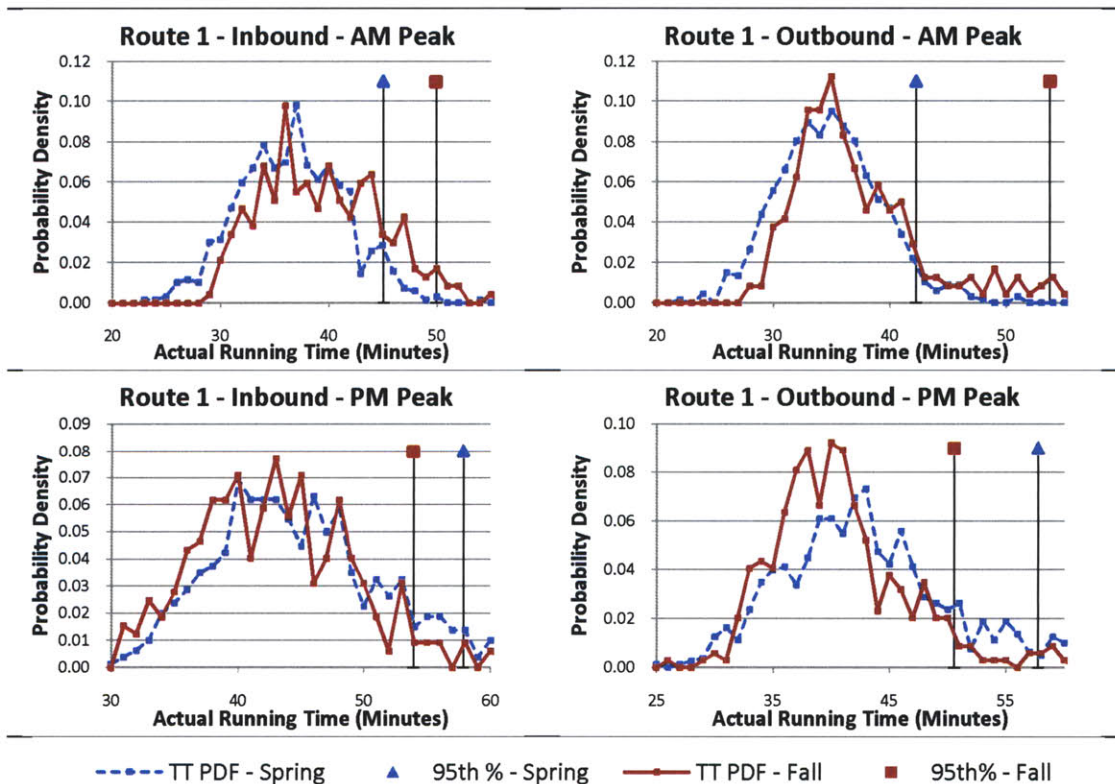 Route 1 - Inbound - AM Peak
Probability Density
0.12
0.10
0.08
0.06
0.04
0.02
0.00
20
30
40
50
Actual Running Time (Minutes)
Route 1 - Outbound - AM Peak
Probability Density
0.12
0.10
0.08
0.06
0.04
0.02
0.00
20
30
40
50
Actual Running Time (Minutes)
Route 1 - Inbound - PM Peak
Probability Density
0.09
0.08
0.07
0.06
0.05
0.04
0.03
0.02
0.01
0.00
30
40
50
60
Actual Running Time (Minutes)
Route 1 - Outbound - PM Peak
Probability Density
0.10
0.08
0.06
0.04
0.02
0.00
25
35
45
55
Actual Running Time (Minutes)
TT PDF - Spring
95th % - Spring
TT PDF - Fall
95th% - Fall